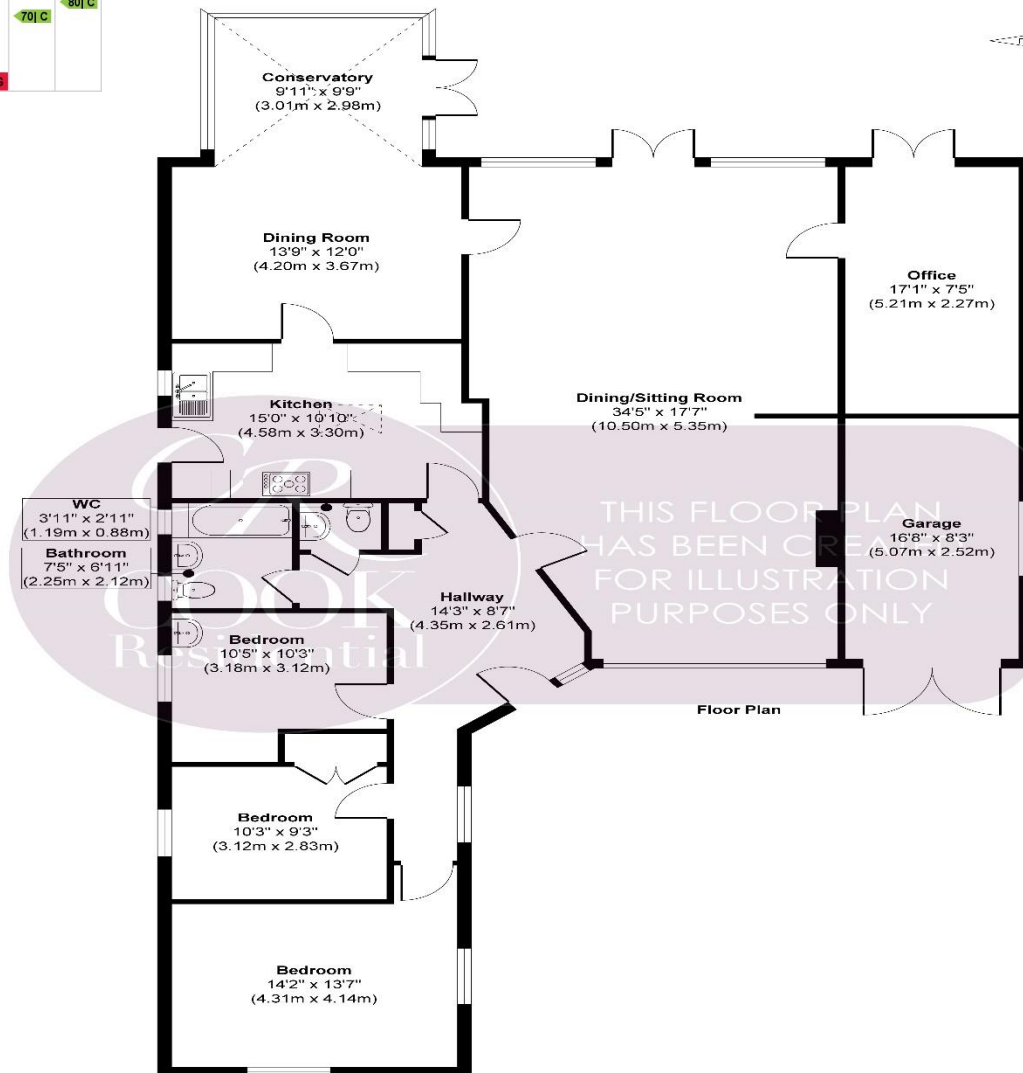 70| C
80| C
G
Conservatory
9'11" x 9'9"
(3.01m x 2.98m)
Dining Room
13'9" x 12'0"
(4.20m x 3.67m)
Office
17'1" x 7'5"
(5.21m x 2.27m)
Kitchen
15'0" x 10'10"
(4.58m x 3.30m)
Dining/Sitting Room
34'5" x 17'7"
(10.50m x 5.35m)
WC
3'11" x 2'11"
(1.19m x 0.88m)
Bathroom
7'5" x 6'11"
(2.25m x 2.12m)
Garage
16'8" x 8'3"
(5.07m x 2.52m)
Hallway
14'3" x 8'7"
(4.35m x 2.61m)
Bedroom
10'5" x 10'3"
(3.18m x 3.12m)
Bedroom
10'3" x 9'3"
(3.12m x 2.83m)
Bedroom
14'2" x 13'7"
(4.31m x 4.14m)
Floor Plan
CR
COOK
Residential
THIS FLOOR PLAN
HAS BEEN CREATED
FOR ILLUSTRATION
PURPOSES ONLY